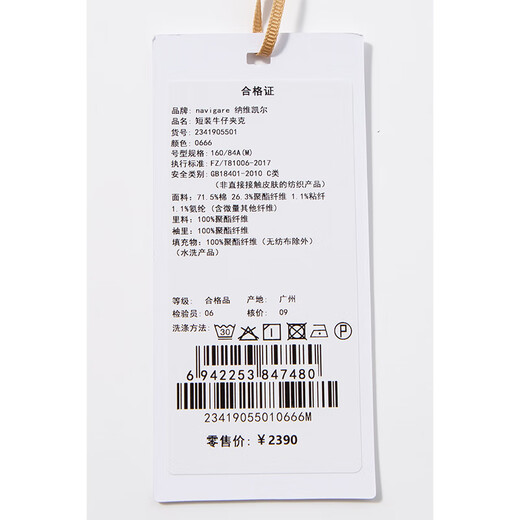 合格证
品牌: navigare 纳维凯尔
品名: 短装牛仔夹克
货号: 2341905501
颜色: 0666
号型规格: 160/84A(M)
执行标准: FZ/T81006-2017
安全类别: GB18401-2010 C类
（非直接接触皮肤的纺织产品）
面料: 71.5%棉 26.3%聚酯纤维 1.1%粘纤
1.1%氨纶 (含微量其他纤维)
里料: 100%聚酯纤维
袖里: 100%聚酯纤维
填充物: 100%聚酯纤维（无纺布除外）
(水洗产品)
等级: 合格品 产地: 广州
检验员: 06 核价: 09
洗涤方法: 30 P
6 942253 847480
23419055010666M
零售价: ￥2390